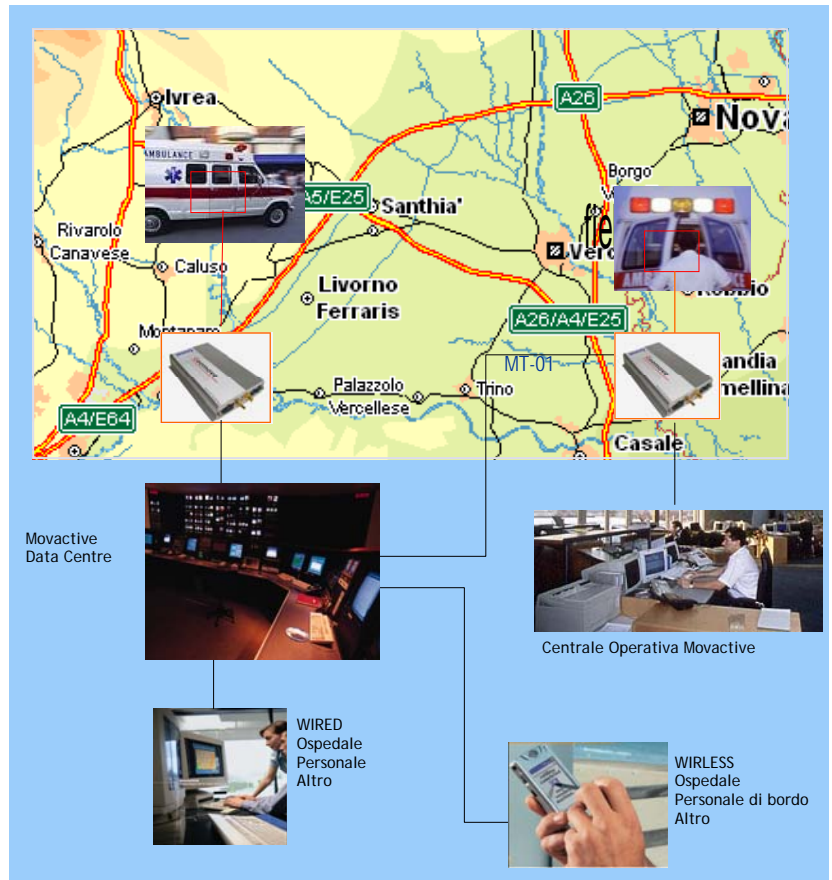 Ivrea
A26
Nova
AMBULANCE
Borgo
A5/E25
Santhia'
fie
Rivarolo
Canavese
Caluso
Verc
Robbio
Livorno
Ferraris
A26/A4/E25
MT-01
andia
mellina
Palazzolo
Vercellese
Trino
A4/E64
Casale
Movactive
Data Centre
Centrale Operativa Movactive
WIRED
Ospedale
Personale
Altro
WIRLESS
Ospedale
Personale di bordo
Altro